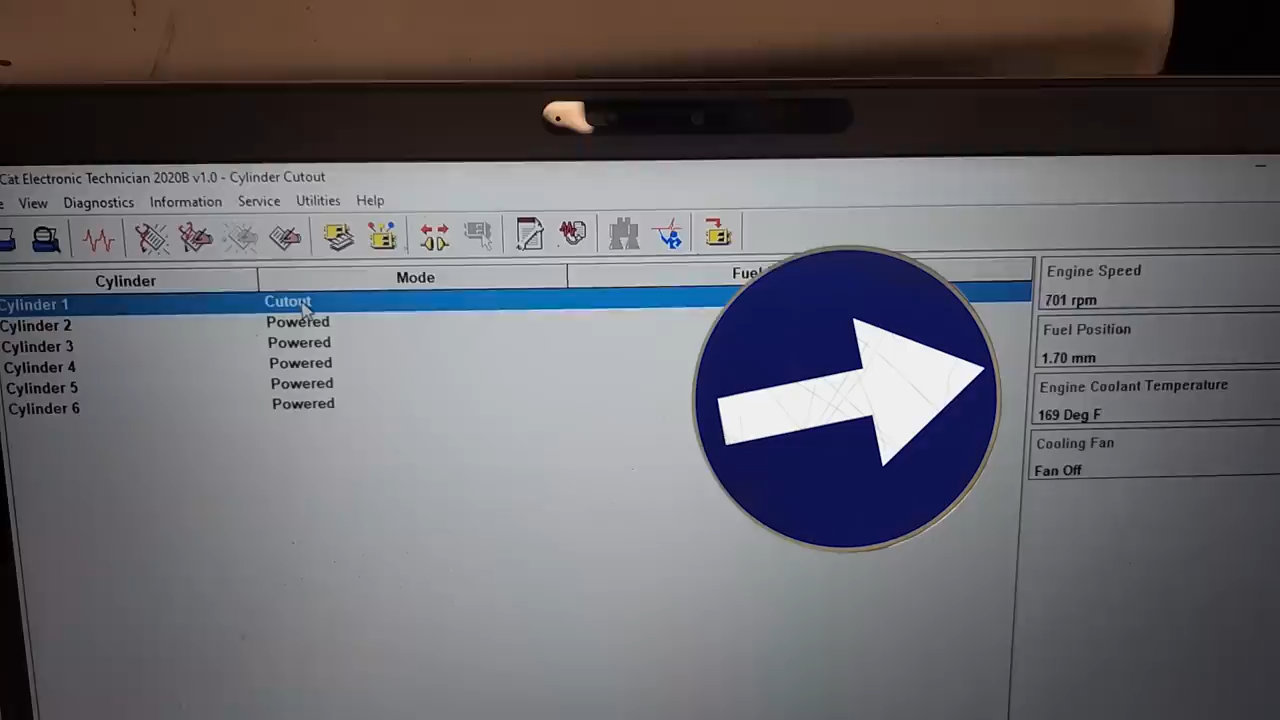 Cat Electronic Technician 2020B v1.0 - Cylinder Cutout
View Diagnostics Information Service Utilities Help
Cylinder Mode
Cylinder 1 Cutout
Cylinder 2 Powered
Cylinder 3 Powered
Cylinder 4 Powered
Cylinder 5 Powered
Cylinder 6 Powered
Engine Speed
701 rpm
Fuel Position
1.70 mm
Engine Coolant Temperature
169 Deg F
Cooling Fan
Fan Off